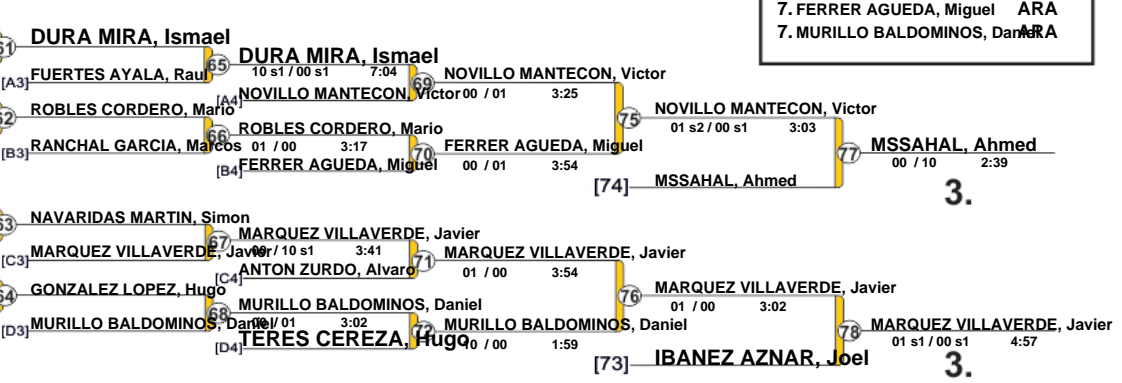 7. FERRER AGUEDA, Miguel ARA
7. MURILLO BALDOMINOS, Daniel ARA
61 DURA MIRA, Ismael
[A3] FUERTES AYALA, Raul
65 DURA MIRA, Ismael
10 s1 / 00 s1 7:04
[A4] NOVILLO MANTECON, Victor
69 NOVILLO MANTECON, Victor
00 / 01 3:25
62 ROBLES CORDERO, Mario
[B3] RANCHAL GARCIA, Marcos
66 ROBLES CORDERO, Mario
01 / 00 3:17
[B4] FERRER AGUEDA, Miguel
70 FERRER AGUEDA, Miguel
00 / 01 3:54
75 NOVILLO MANTECON, Victor
01 s2 / 00 s1 3:03
[74] MSSAHAL, Ahmed
77 MSSAHAL, Ahmed
00 / 10 2:39
3.
63 NAVARIDAS MARTIN, Simon
[C3] MARQUEZ VILLAVERDE, Javier
67 MARQUEZ VILLAVERDE, Javier
00 / 10 s1 3:41
[C4] ANTON ZURDO, Alvaro
71 MARQUEZ VILLAVERDE, Javier
01 / 00 3:54
64 GONZALEZ LOPEZ, Hugo
[D3] MURILLO BALDOMINOS, Daniel
68 MURILLO BALDOMINOS, Daniel
00 / 01 3:02
[D4] TERES CEREZA, Hugo
72 MURILLO BALDOMINOS, Daniel
10 / 00 1:59
76 MARQUEZ VILLAVERDE, Javier
01 / 00 3:02
[73] IBANEZ AZNAR, Joel
78 MARQUEZ VILLAVERDE, Javier
01 s1 / 00 s1 4:57
3.